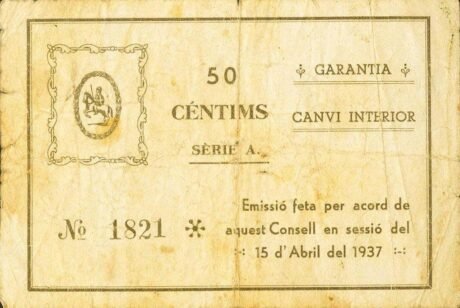 50
CÉNTIMS
SÈRIE A.
GARANTIA
CANVI INTERIOR
Emissió feta per acord de
aquest Consell en sessió del
15 d'Abril del 1937
№ 1821